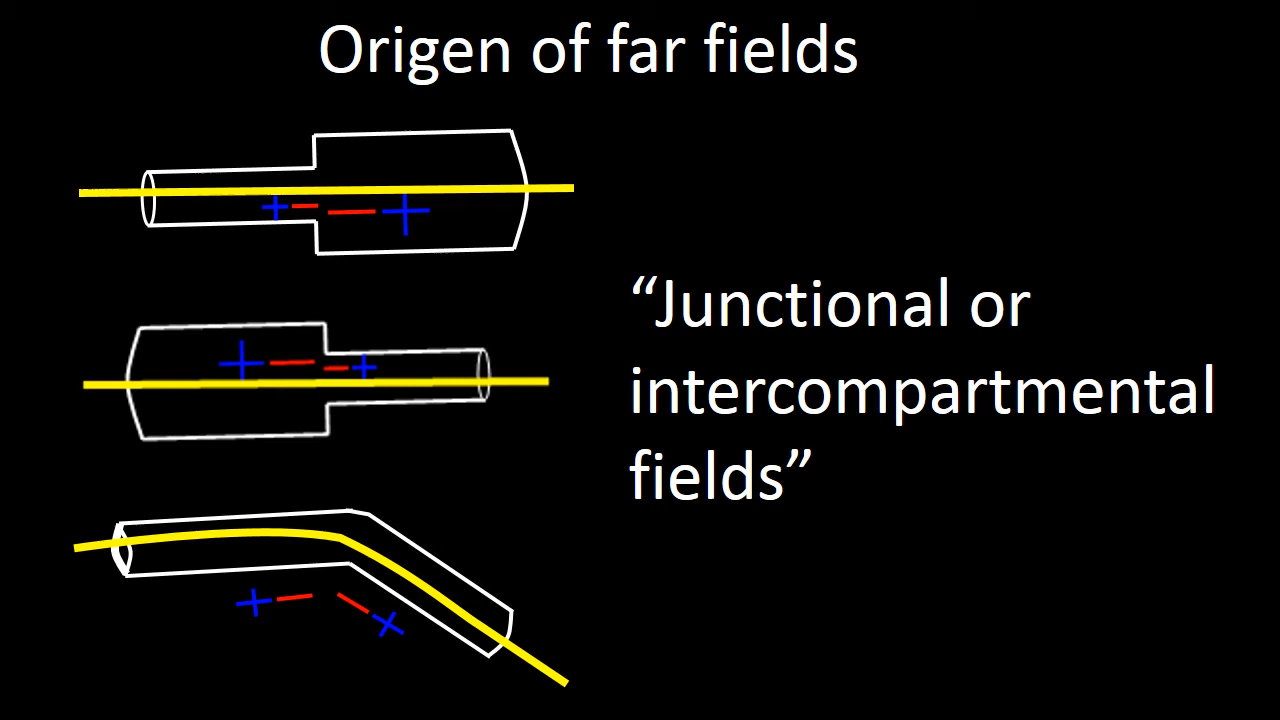 Origen of far fields
“Junctional or
intercompartmental
fields”